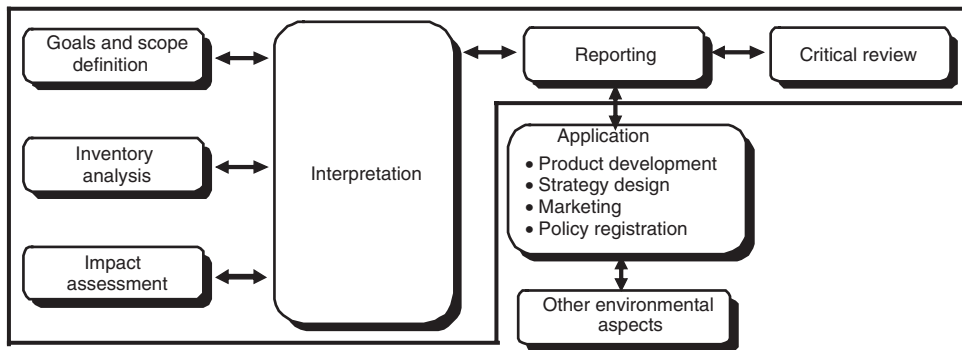 Goals and scope
definition
Inventory
analysis
Impact
assessment
Interpretation
Reporting
Critical review
Application
• Product development
• Strategy design
• Marketing
• Policy registration
Other environmental
aspects